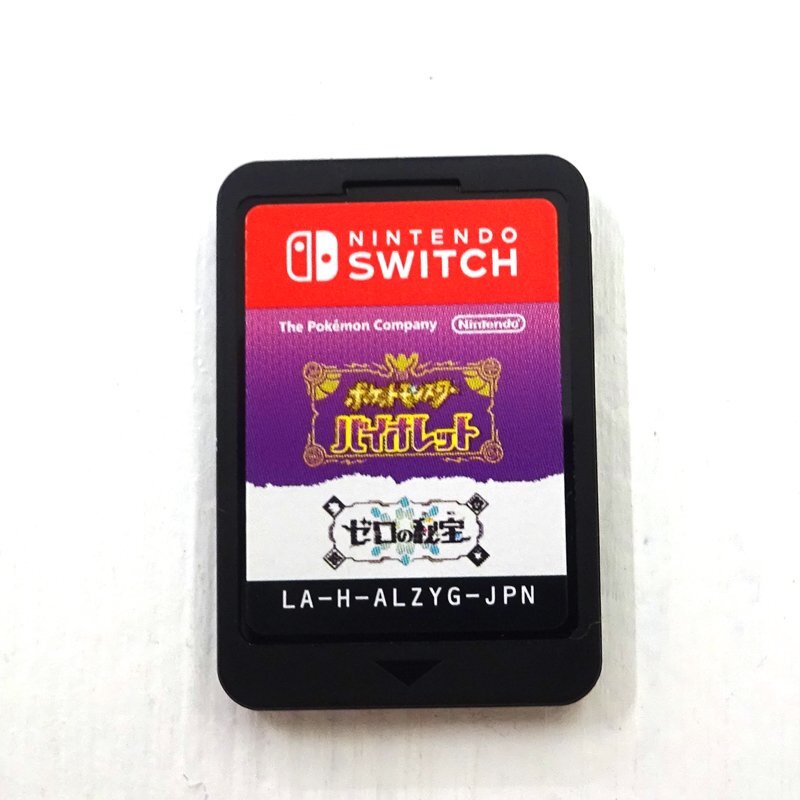 NINTENDO
SWITCH
The Pokémon Company Nintendo
ポケットモンスター
バイオレット
ゼロの秘宝
LA-H-ALZYG-JPN